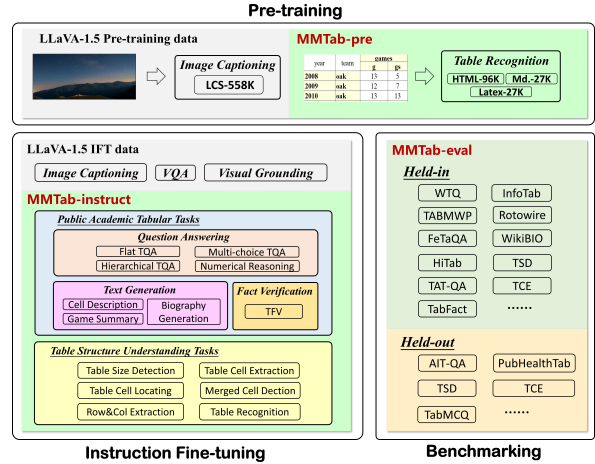 Pre-training
LLaVA-1.5 Pre-training data
Image Captioning
LCS-558K
MMTab-pre
year team games
g gs
2008 oak 13 5
2009 oak 12 7
2010 oak 13 13
Table Recognition
HTML-96K Md.-27K
Latex-27K
LLaVA-1.5 IFT data
Image Captioning VQA Visual Grounding
MMTab-instruct
Public Academic Tabular Tasks
Question Answering
Flat TQA Multi-choice TQA
Hierarchical TQA Numerical Reasoning
Text Generation
Cell Description
Game Summary
Biography
Generation
Fact Verification
TFV
Table Structure Understanding Tasks
Table Size Detection Table Cell Extraction
Table Cell Locating Merged Cell Dection
Row&Col Extraction Table Recognition
Instruction Fine-tuning
MMTab-eval
Held-in
WTQ InfoTab
TABMWP Rotowire
FeTaQA WikiBIO
HiTab TSD
TAT-QA TCE
TabFact ······
Held-out
AIT-QA PubHealthTab
TSD TCE
TabMCQ ······
Benchmarking